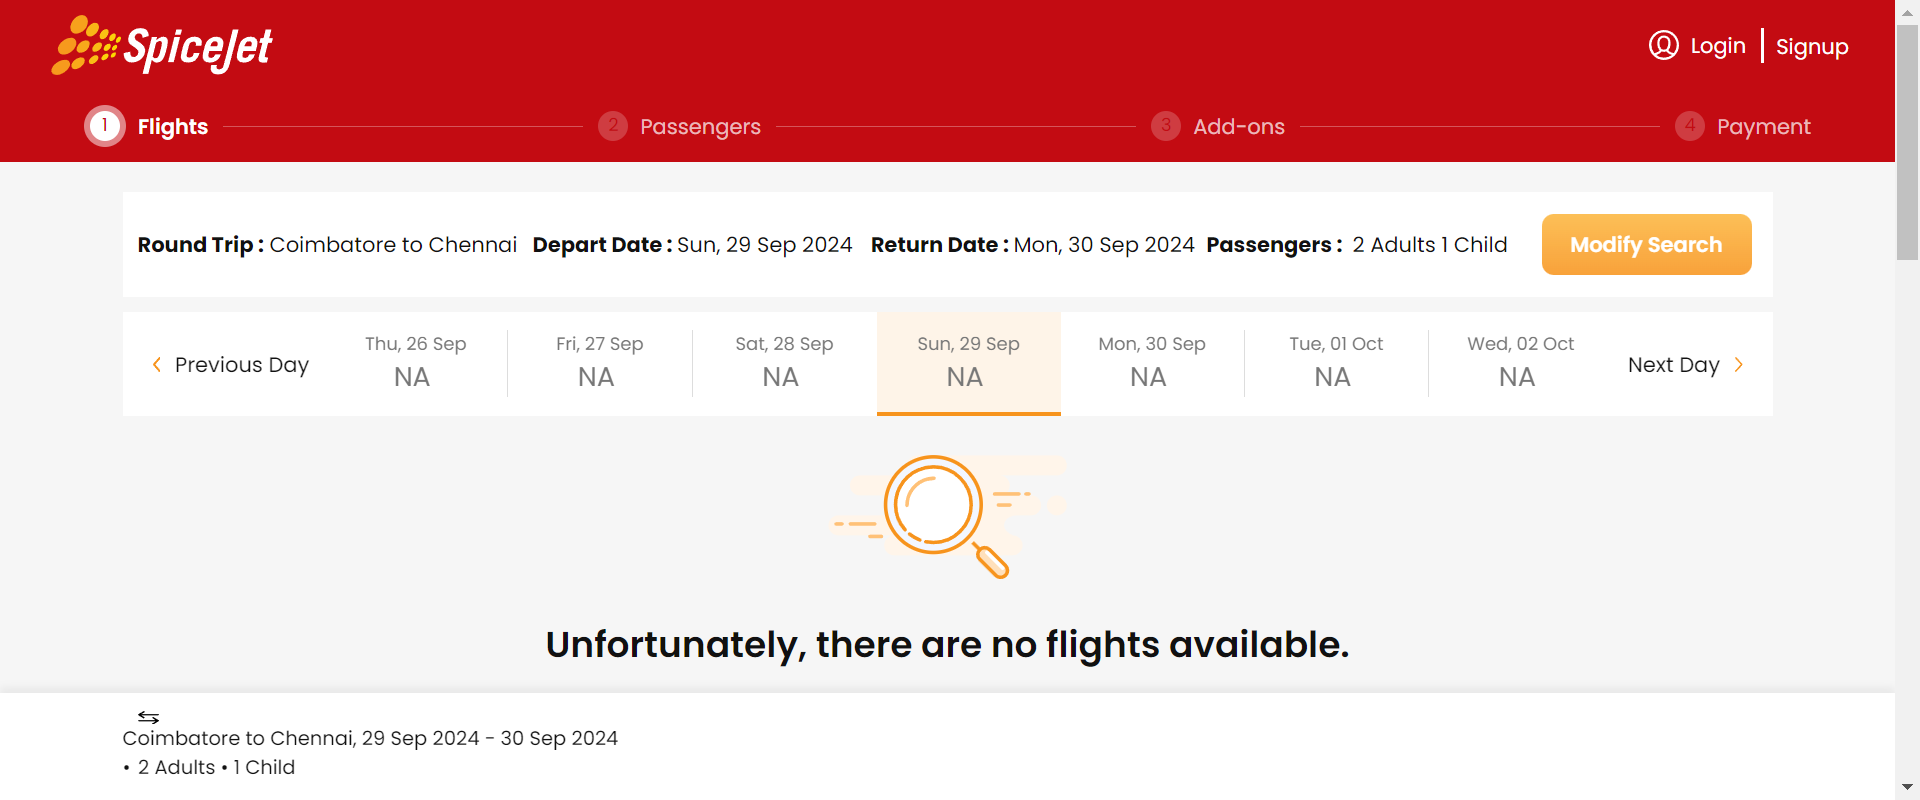 SpiceJet
Login
Signup
1 Flights
2 Passengers
3 Add-ons
4 Payment
Round Trip : Coimbatore to Chennai Depart Date : Sun, 29 Sep 2024 Return Date : Mon, 30 Sep 2024 Passengers : 2 Adults 1 Child
Modify Search
Previous Day
Thu, 26 Sep
NA
Fri, 27 Sep
NA
Sat, 28 Sep
NA
Sun, 29 Sep
NA
Mon, 30 Sep
NA
Tue, 01 Oct
NA
Wed, 02 Oct
NA
Next Day
Unfortunately, there are no flights available.
Coimbatore to Chennai, 29 Sep 2024 - 30 Sep 2024
• 2 Adults • 1 Child